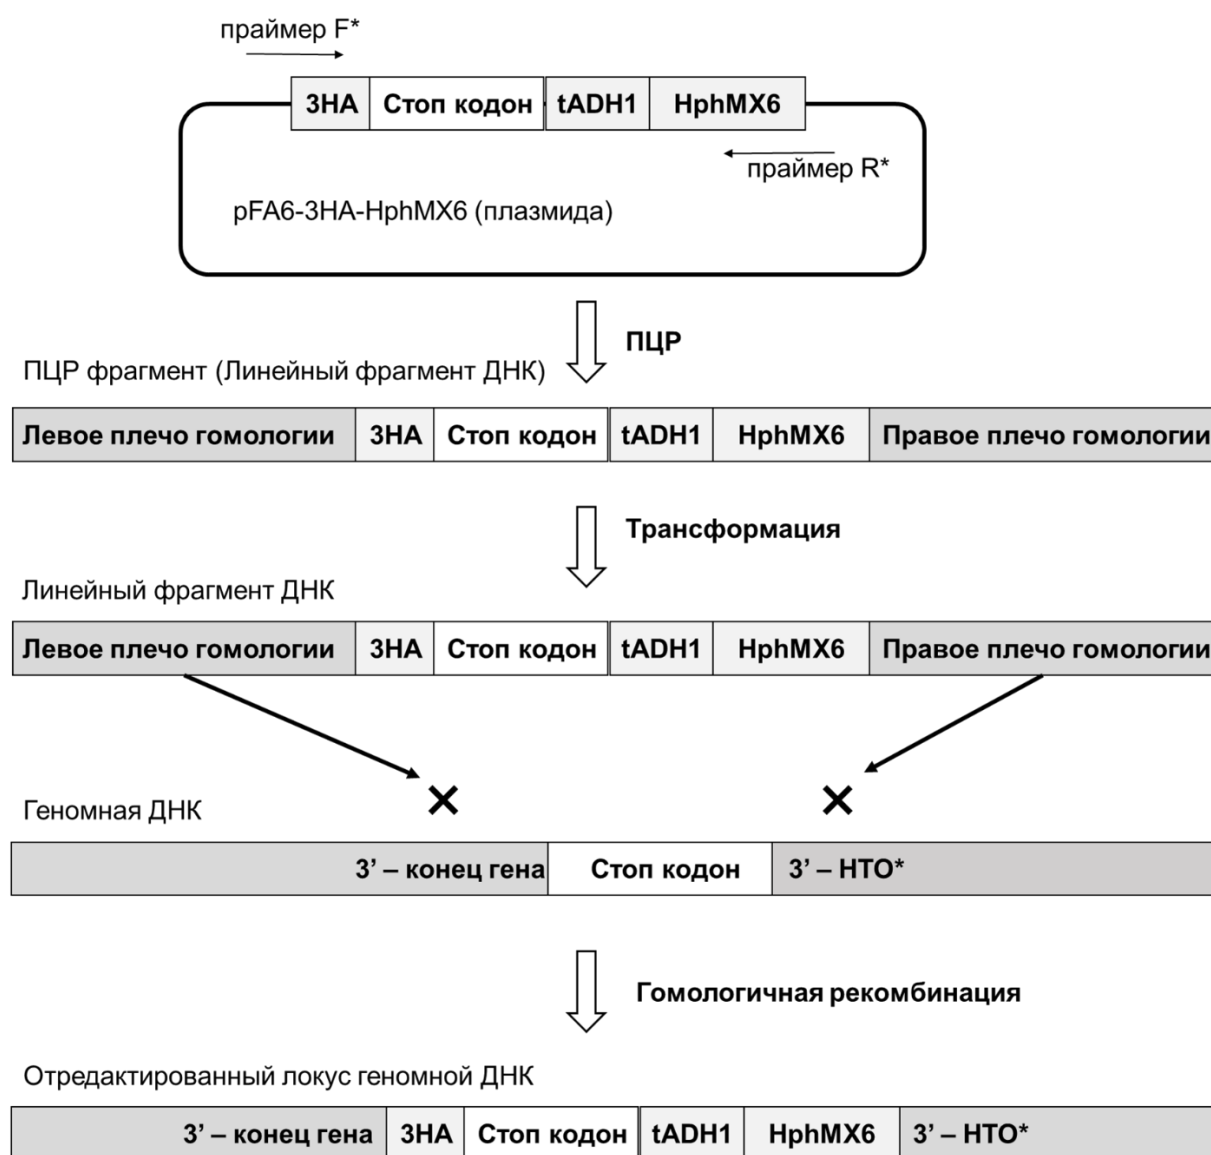 праймер F*
3HA Стоп кодон tADH1 HphMX6
праймер R*
pFA6-3HA-HphMX6 (плазмида)
ПЦР
ПЦР фрагмент (Линейный фрагмент ДНК)
Левое плечо гомологии 3HA Стоп кодон tADH1 HphMX6 Правое плечо гомологии
Трансформация
Линейный фрагмент ДНК
Левое плечо гомологии 3HA Стоп кодон tADH1 HphMX6 Правое плечо гомологии
Геномная ДНК
3’ – конец гена Стоп кодон 3’ – НТО*
Гомологичная рекомбинация
Отредактированный локус геномной ДНК
3’ – конец гена 3HA Стоп кодон tADH1 HphMX6 3’ – НТО*